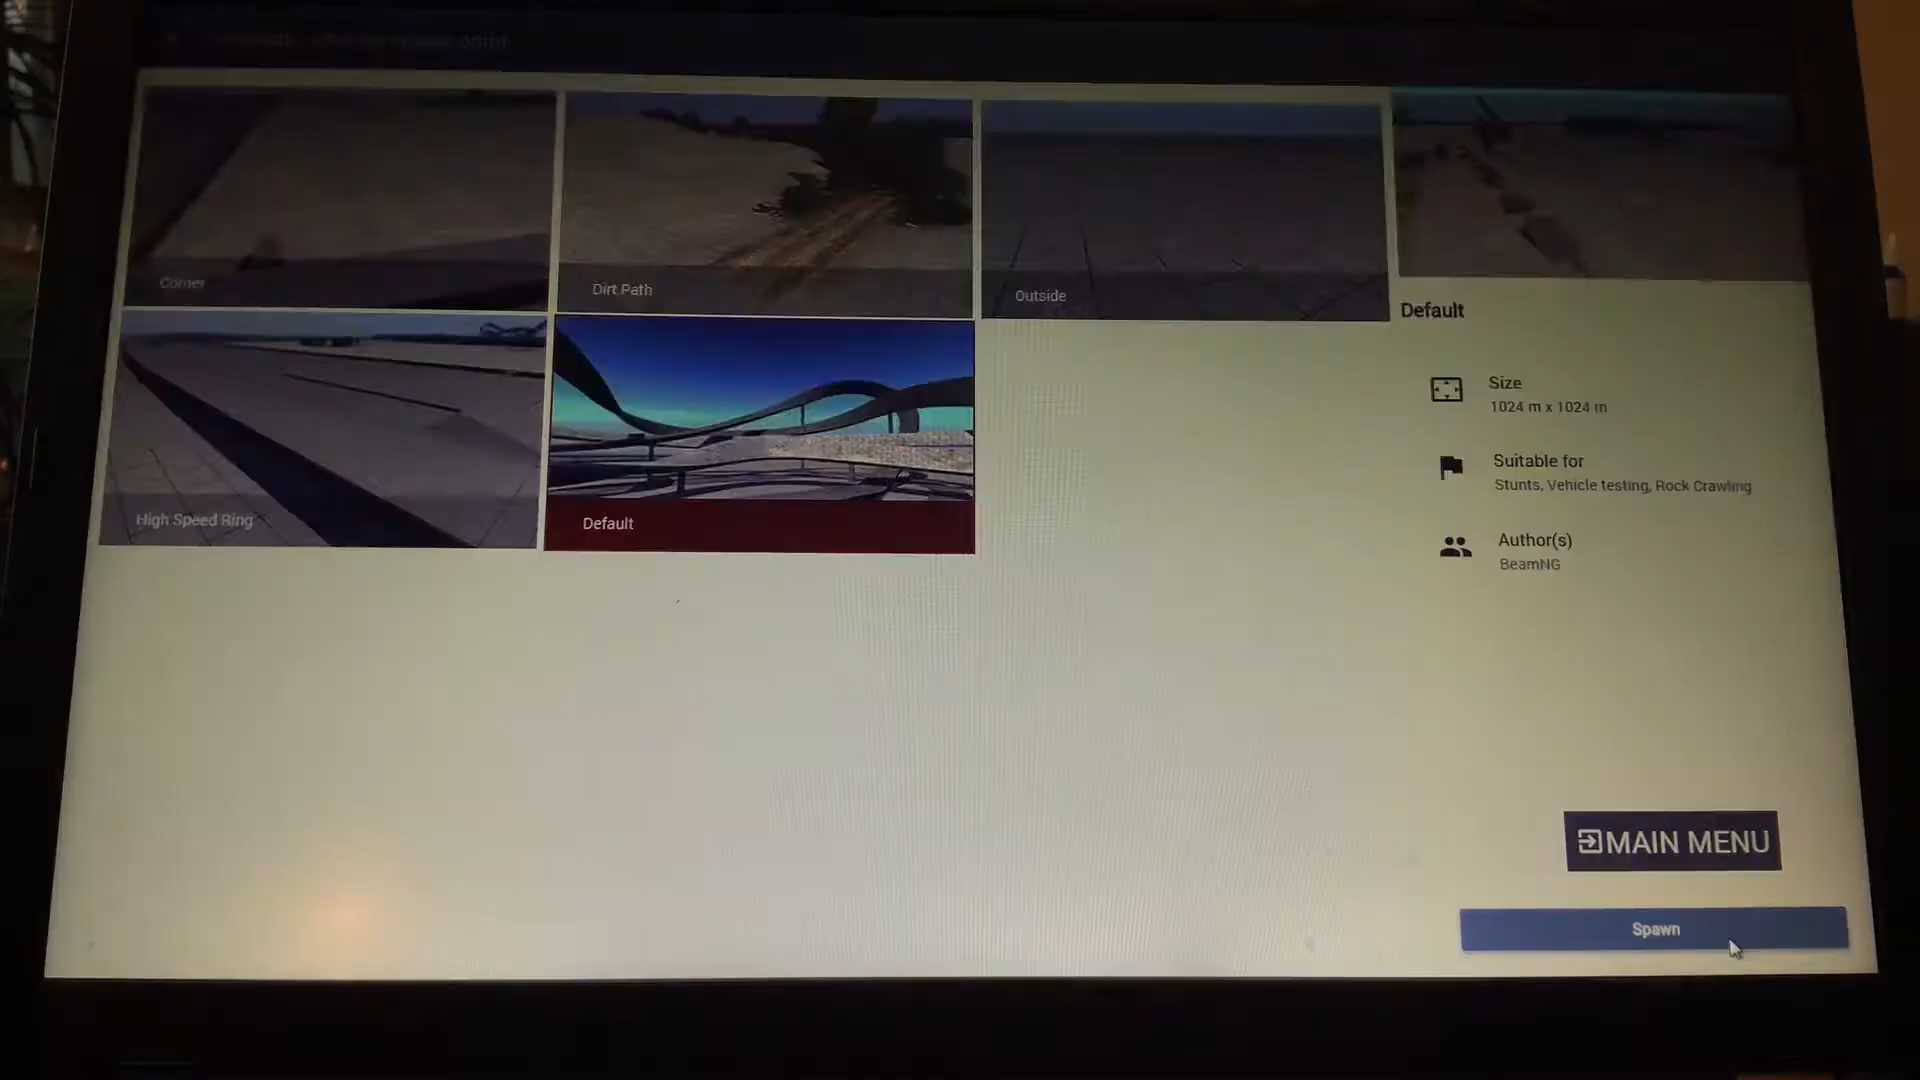 Corner
Dirt Path
Outside
High Speed Ring
Default
Default
Size
1024 m x 1024 m
Suitable for
Stunts, Vehicle testing, Rock Crawling
Author(s)
BeamNG
MAIN MENU
Spawn